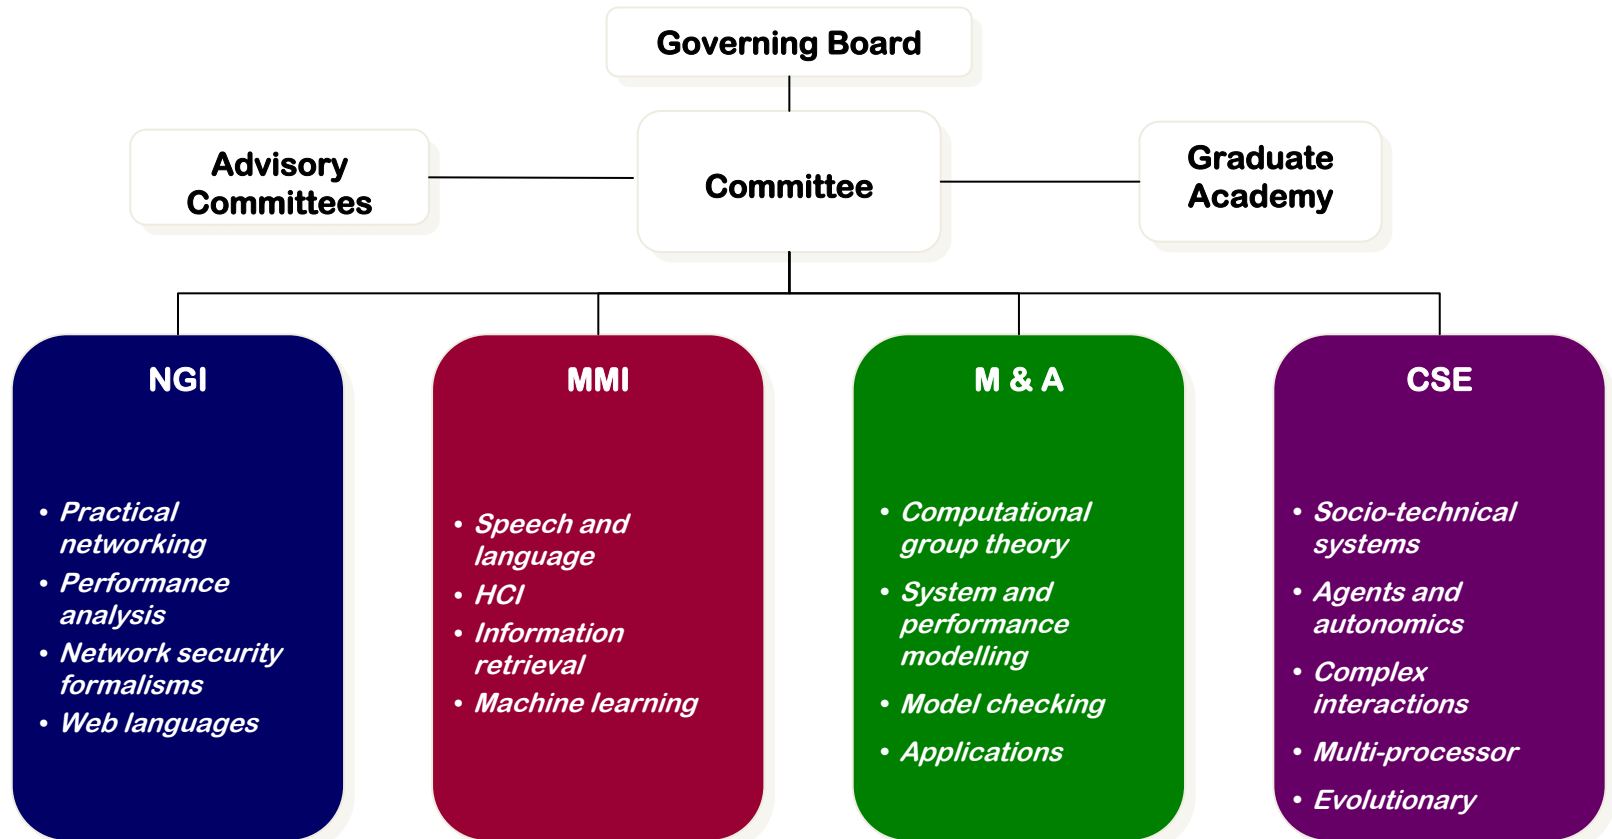 Governing Board
Advisory
Committees
Committee
Graduate
Academy
NGI
• Practical
networking
• Performance
analysis
• Network security
formalisms
• Web languages
MMI
• Speech and
language
• HCI
• Information
retrieval
• Machine learning
M & A
• Computational
group theory
• System and
performance
modelling
• Model checking
• Applications
CSE
• Socio-technical
systems
• Agents and
autonomics
• Complex
interactions
• Multi-processor
• Evolutionary